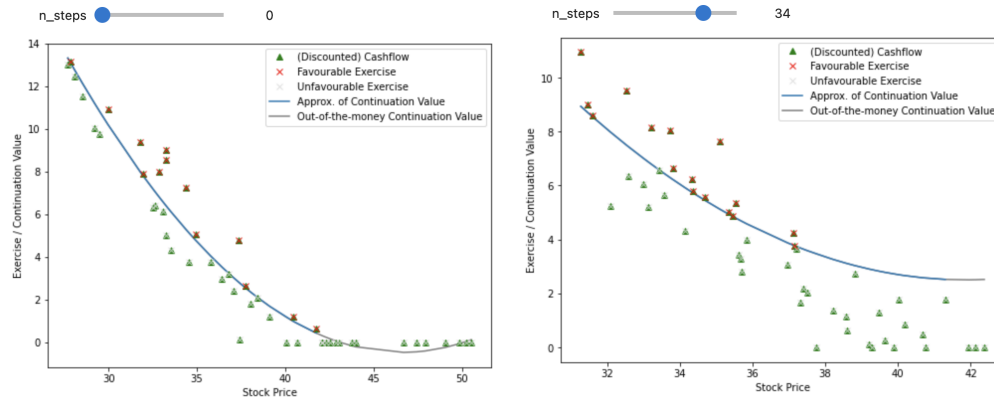 n_steps 0
14
12
10
8
6
4
2
0
Exercise / Continuation Value
(Discounted) Cashflow
Favourable Exercise
Unfavourable Exercise
Approx. of Continuation Value
Out-of-the-money Continuation Value
30 35 40 45 50
Stock Price
n_steps 34
10
8
6
4
2
0
Exercise / Continuation Value
(Discounted) Cashflow
Favourable Exercise
Unfavourable Exercise
Approx. of Continuation Value
Out-of-the-money Continuation Value
32 34 36 38 40 42
Stock Price